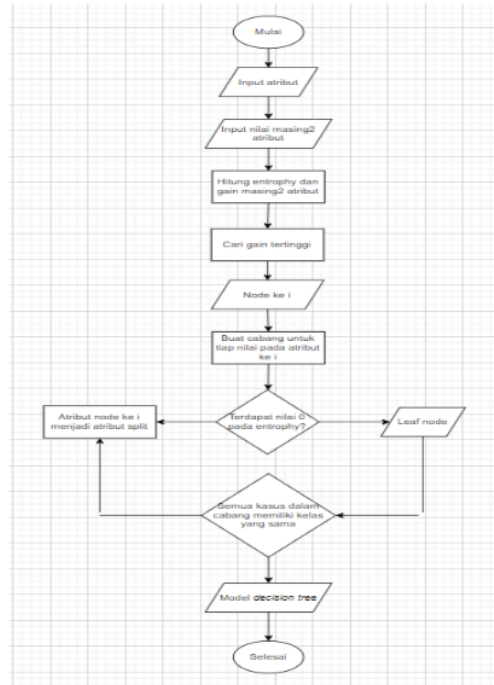 Mulai
Input atribut
Input nilai masing2
atribut
Hitung entrophy dan
gain masing2 atribut
Cari gain tertinggi
Node ke i
Buat cabang untuk
tiap nilai pada atribut
ke i
Terdapat nilai 0
pada entrophy?
Atribut node ke i
menjadi atribut split
Leaf node
Semua kasus dalam
cabang memiliki kelas
yang sama
Model decision tree
Selesai